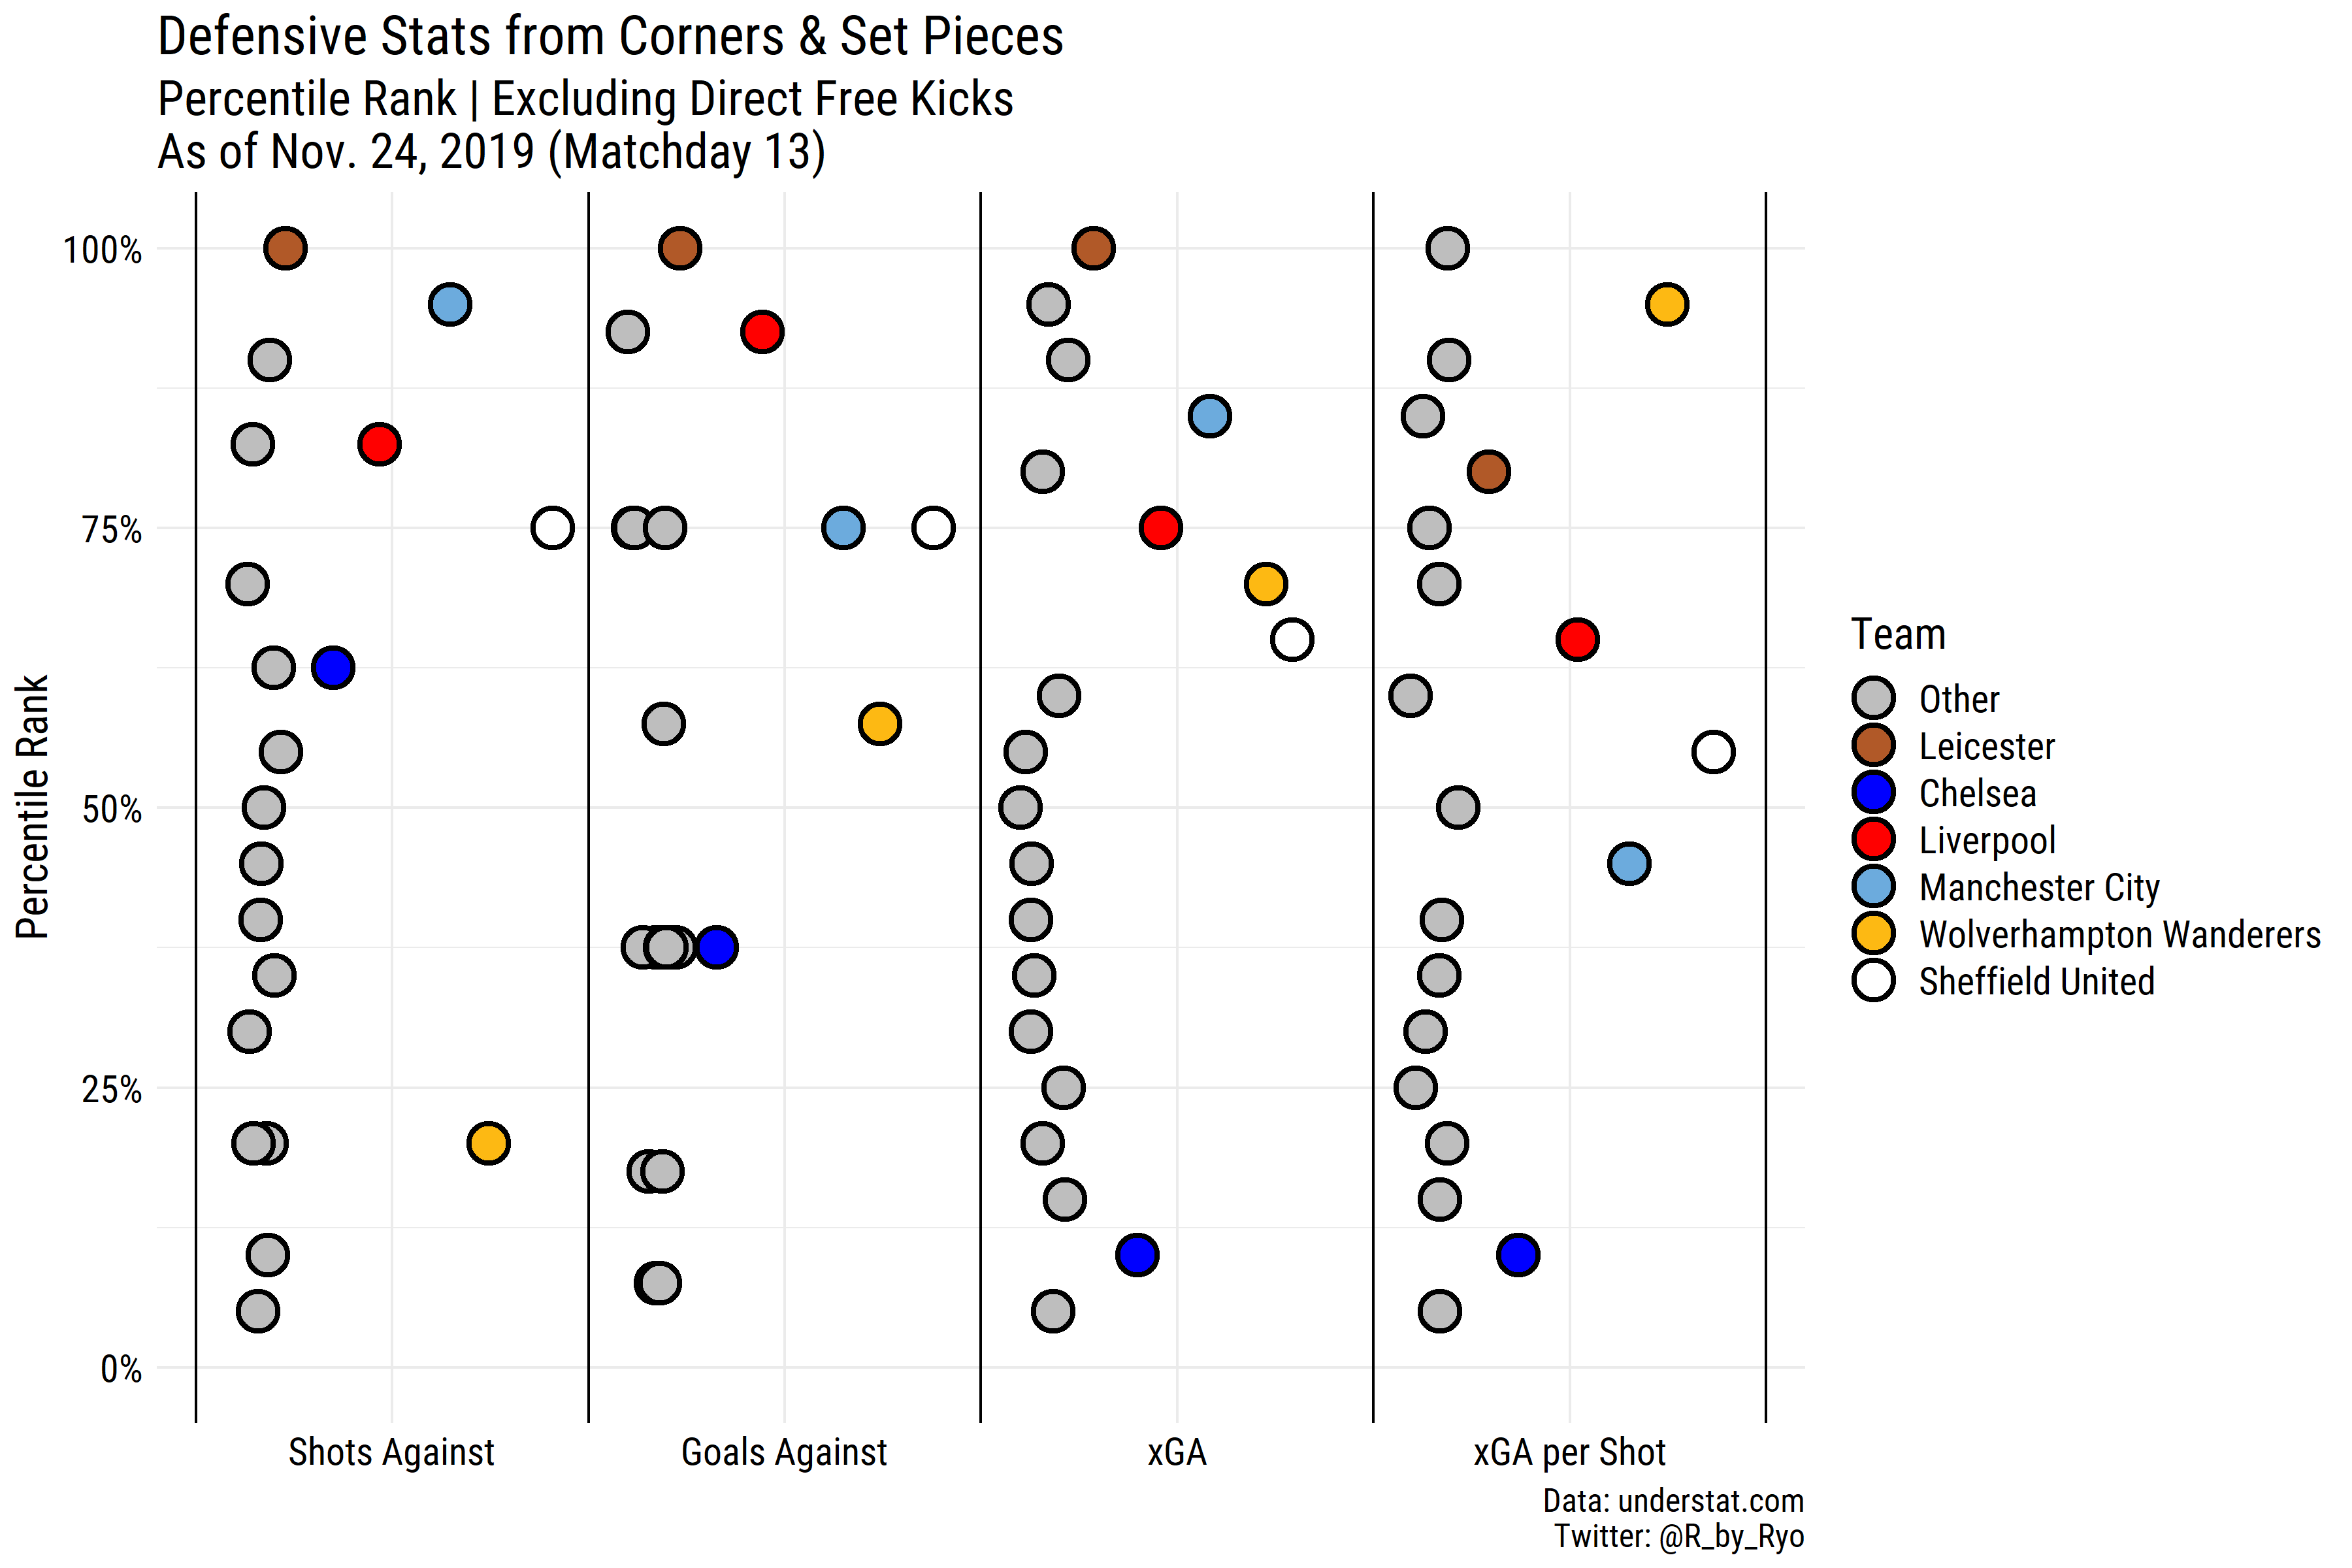 Defensive Stats from Corners & Set Pieces
Percentile Rank | Excluding Direct Free Kicks
As of Nov. 24, 2019 (Matchday 13)
Percentile Rank
100%
75%
50%
25%
0%
Shots Against
Goals Against
xGA
xGA per Shot
Team
Other
Leicester
Chelsea
Liverpool
Manchester City
Wolverhampton Wanderers
Sheffield United
Data: understat.com
Twitter: @R_by_Ryo